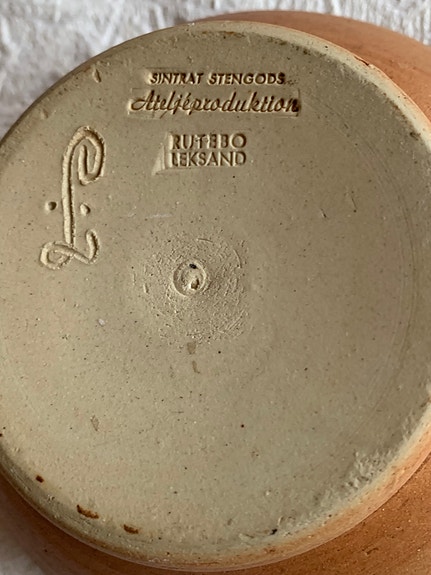 SINTRAT STENGODS
Ateljéproduktion
RUTEBO
LEKSAND